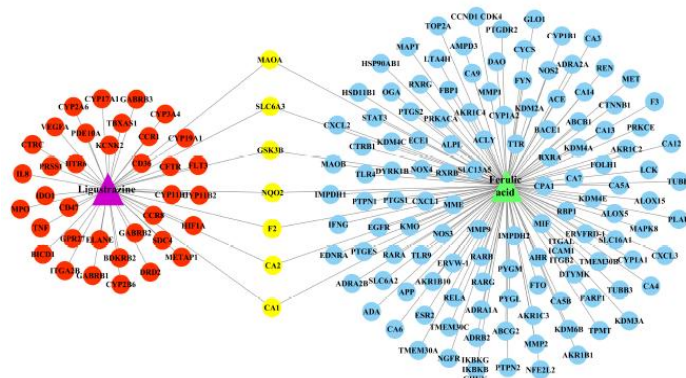 MAOA
SLC6A3
GSK3B
NQO2
F2
CA2
CA1
Ligustrazine
CYP17A1
GABRB3
CYP2A6
TBXAS1
CYP3A4
VEGFA
PDE10A
CCR1
CYP19A1
CTRC
KCNK2
HTR6
CD36
CFTR
FLT3
IL8
PRSS1
IDO1
CYP11B1
CYP11B2
MPO
CD47
CCR8
HIF1A
TNF
GPR27
ELANE
GABRB2
SDC4
BICD1
BDKRB2
METAP1
ITGA2B
GABRB1
DRD2
CYP2B6
Ferulic
acid
CCND1
CDK4
TOP2A
PTGDR2
GLO1
MAPT
AMPD3
CYCS
CYP1B1
CA3
HSP90AB1
LTA4H
DAO
NOS2
ADRA2A
RXRG
CA9
FYN
REN
HSD11B1
OGA
FBP1
MMP1
KDM2A
ACE
CA14
MET
STAT3
PTGS2
AKR1C4
CYP1A2
CTNNB1
F3
CXCL2
PRKACA
BACE1
ABCB1
CA13
PRKCE
CTRB1
KDM4C
ECE1
ALPL
ACLY
TTR
KDM4A
AKR1C2
CA12
MAOB
RXRA
FOLH1
TLR4
DYRK1B
NOX4
RXRB
SLC13A5
CPA1
CA7
LCK
IMPDH1
PTPN1
PTGS1
CXCL1
MME
KDM4E
CA5A
ALOX15
IFNG
RBP1
ALOX5
EGFR
KMO
MIF
ERVFRD-1
MAPK8
NOS3
MMP9
IMPDH2
ITGAL
SLC16A1
EDNRA
PTGES
ICAM1
CXCL3
RARA
TLR9
ERVW-1
RARB
AHR
ITGB2
TMEM30B
CYP1A1
ADRA2B
SLC6A2
PYGM
DTYMK
CA4
APP
AKR1B10
RARG
FTO
TUBB3
ADA
RELA
PYGL
CA5B
FARP1
ESR2
ADRA1A
AKR1C3
KDM3A
CA6
TMEM30C
ADRB2
ABCG2
KDM6B
TPMT
TMEM30A
MMP2
AKR1B1
NGFR
IKBKG
IKBKB
PTPN2
NFE2L2